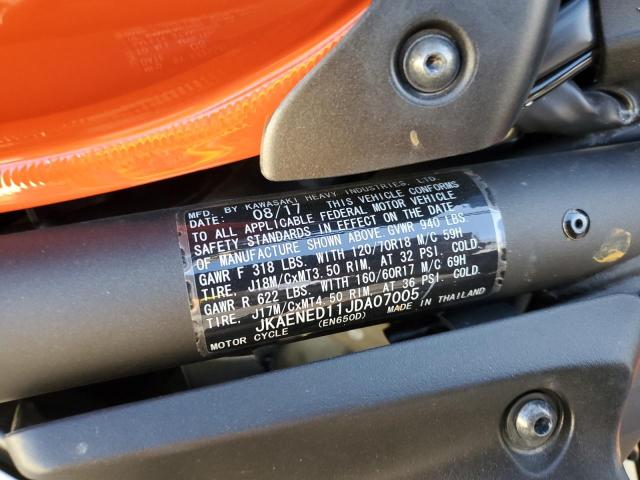 MFD. BY KAWASAKI HEAVY INDUSTRIES, LTD.
08/17 THIS VEHICLE CONFORMS
TO ALL APPLICABLE FEDERAL MOTOR VEHICLE
SAFETY STANDARDS IN EFFECT ON THE DATE
OF MANUFACTURE SHOWN ABOVE. GVWR 940 LBS
GAWR F 318 LBS. WITH 120/70R18 M/C 59H
TIRE, J18M/CxMT3.50 RIM, AT 32 PSI. COLD.
GAWR R 622 LBS. WITH 160/60R17 M/C 69H
TIRE, J17M/CxMT4.50 RIM, AT 36 PSI. COLD.
JKAENED11JDA07005
MOTOR CYCLE (EN650D) MADE IN THAILAND